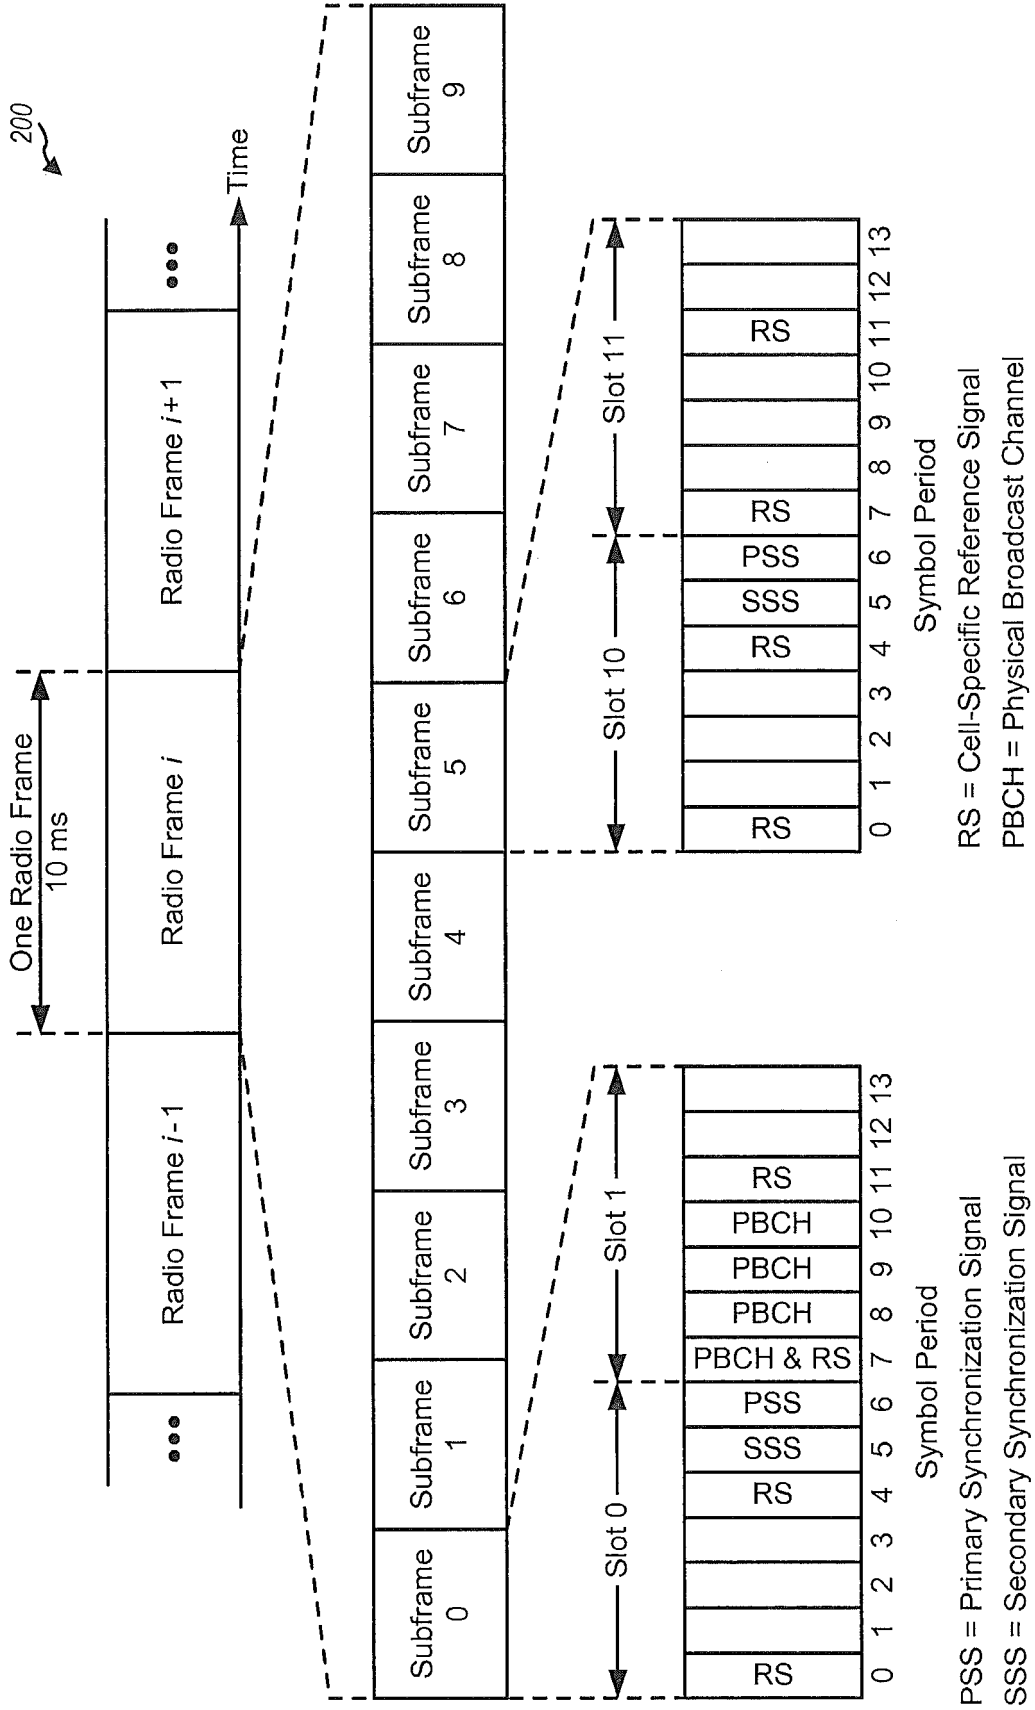 200
One Radio Frame
10 ms
Radio Frame i-1
Radio Frame i
Radio Frame i+1
Time
Subframe
0
Subframe
1
Subframe
2
Subframe
3
Subframe
4
Subframe
5
Subframe
6
Subframe
7
Subframe
8
Subframe
9
Slot 0
Slot 1
RS
RS
SSS
PSS
PBCH & RS
PBCH
PBCH
PBCH
RS
0 1 2 3 4 5 6 7 8 9 10 11 12 13
Symbol Period
Slot 10
Slot 11
RS
RS
SSS
PSS
RS
RS
0 1 2 3 4 5 6 7 8 9 10 11 12 13
Symbol Period
PSS = Primary Synchronization Signal
SSS = Secondary Synchronization Signal
RS = Cell-Specific Reference Signal
PBCH = Physical Broadcast Channel